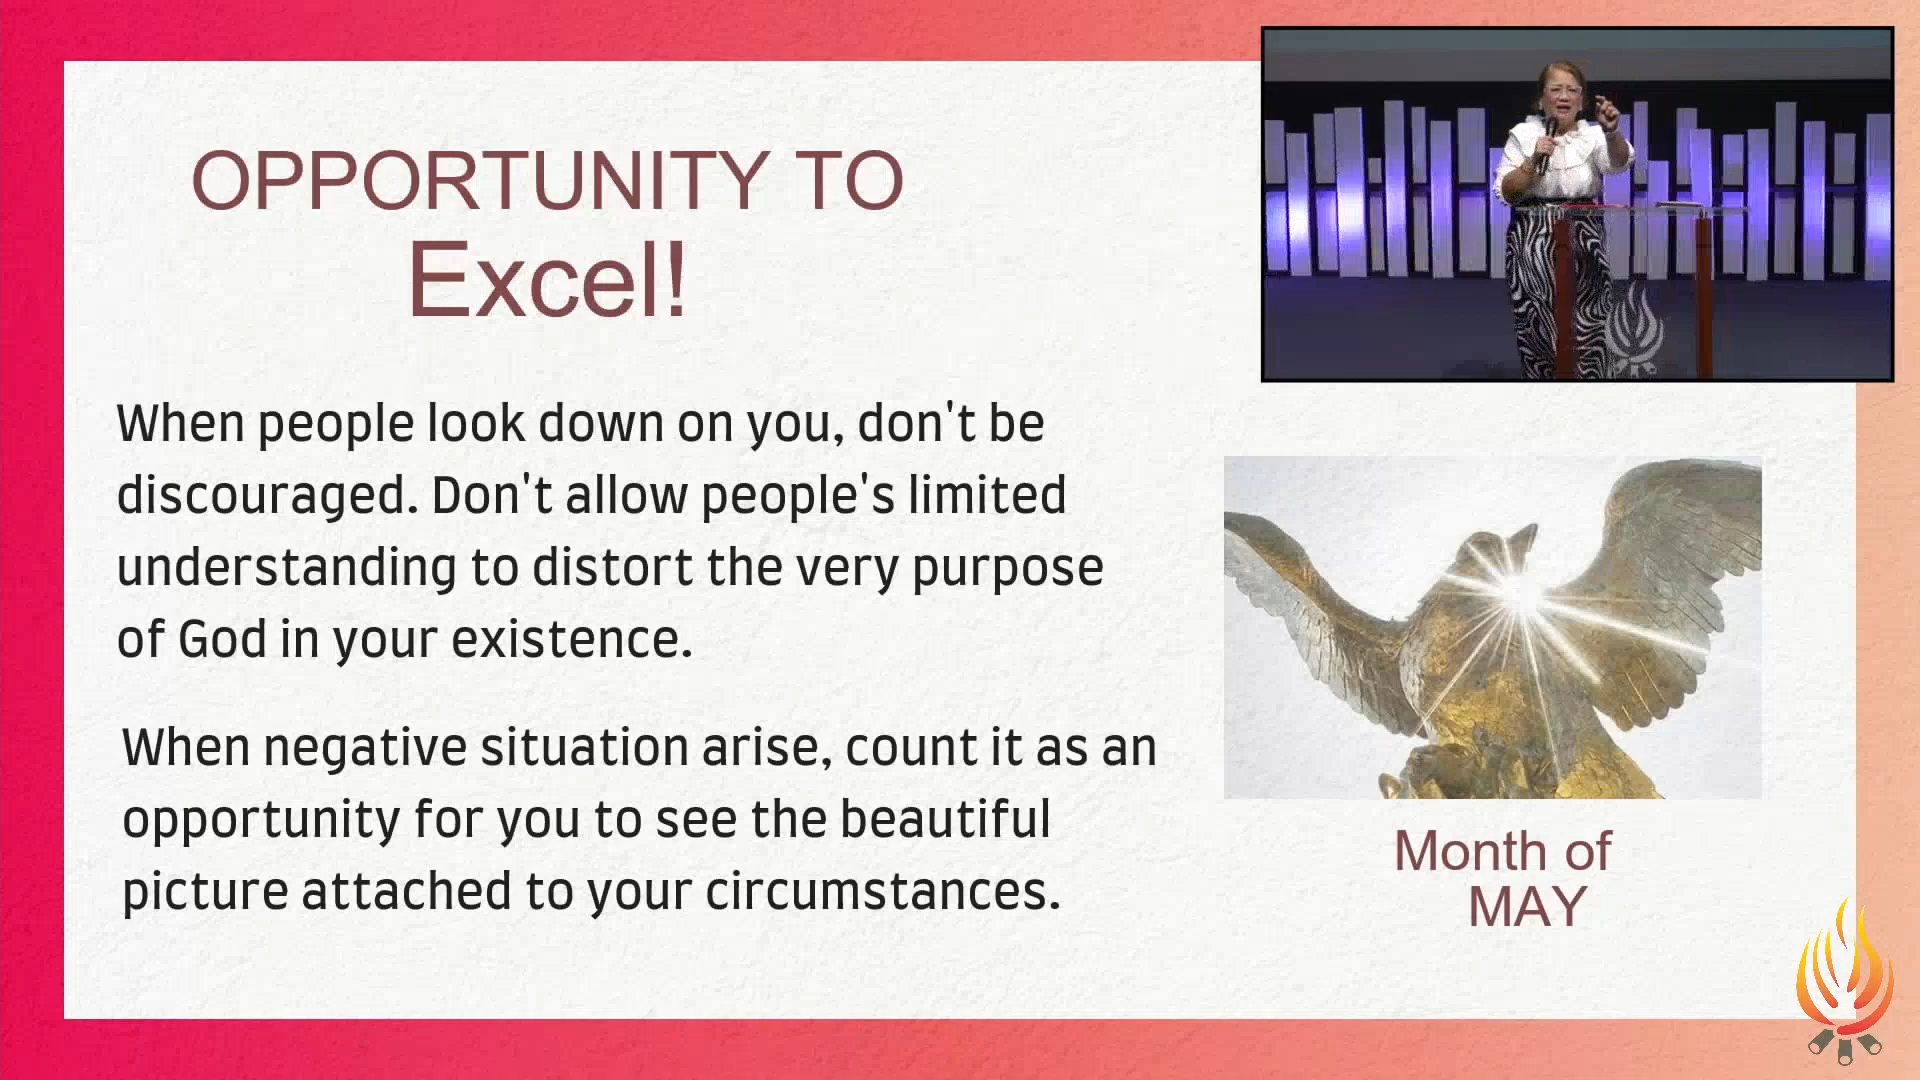 OPPORTUNITY TO
Excel!
When people look down on you, don't be
discouraged. Don't allow people's limited
understanding to distort the very purpose
of God in your existence.
When negative situation arise, count it as an
opportunity for you to see the beautiful
picture attached to your circumstances.
Month of
MAY